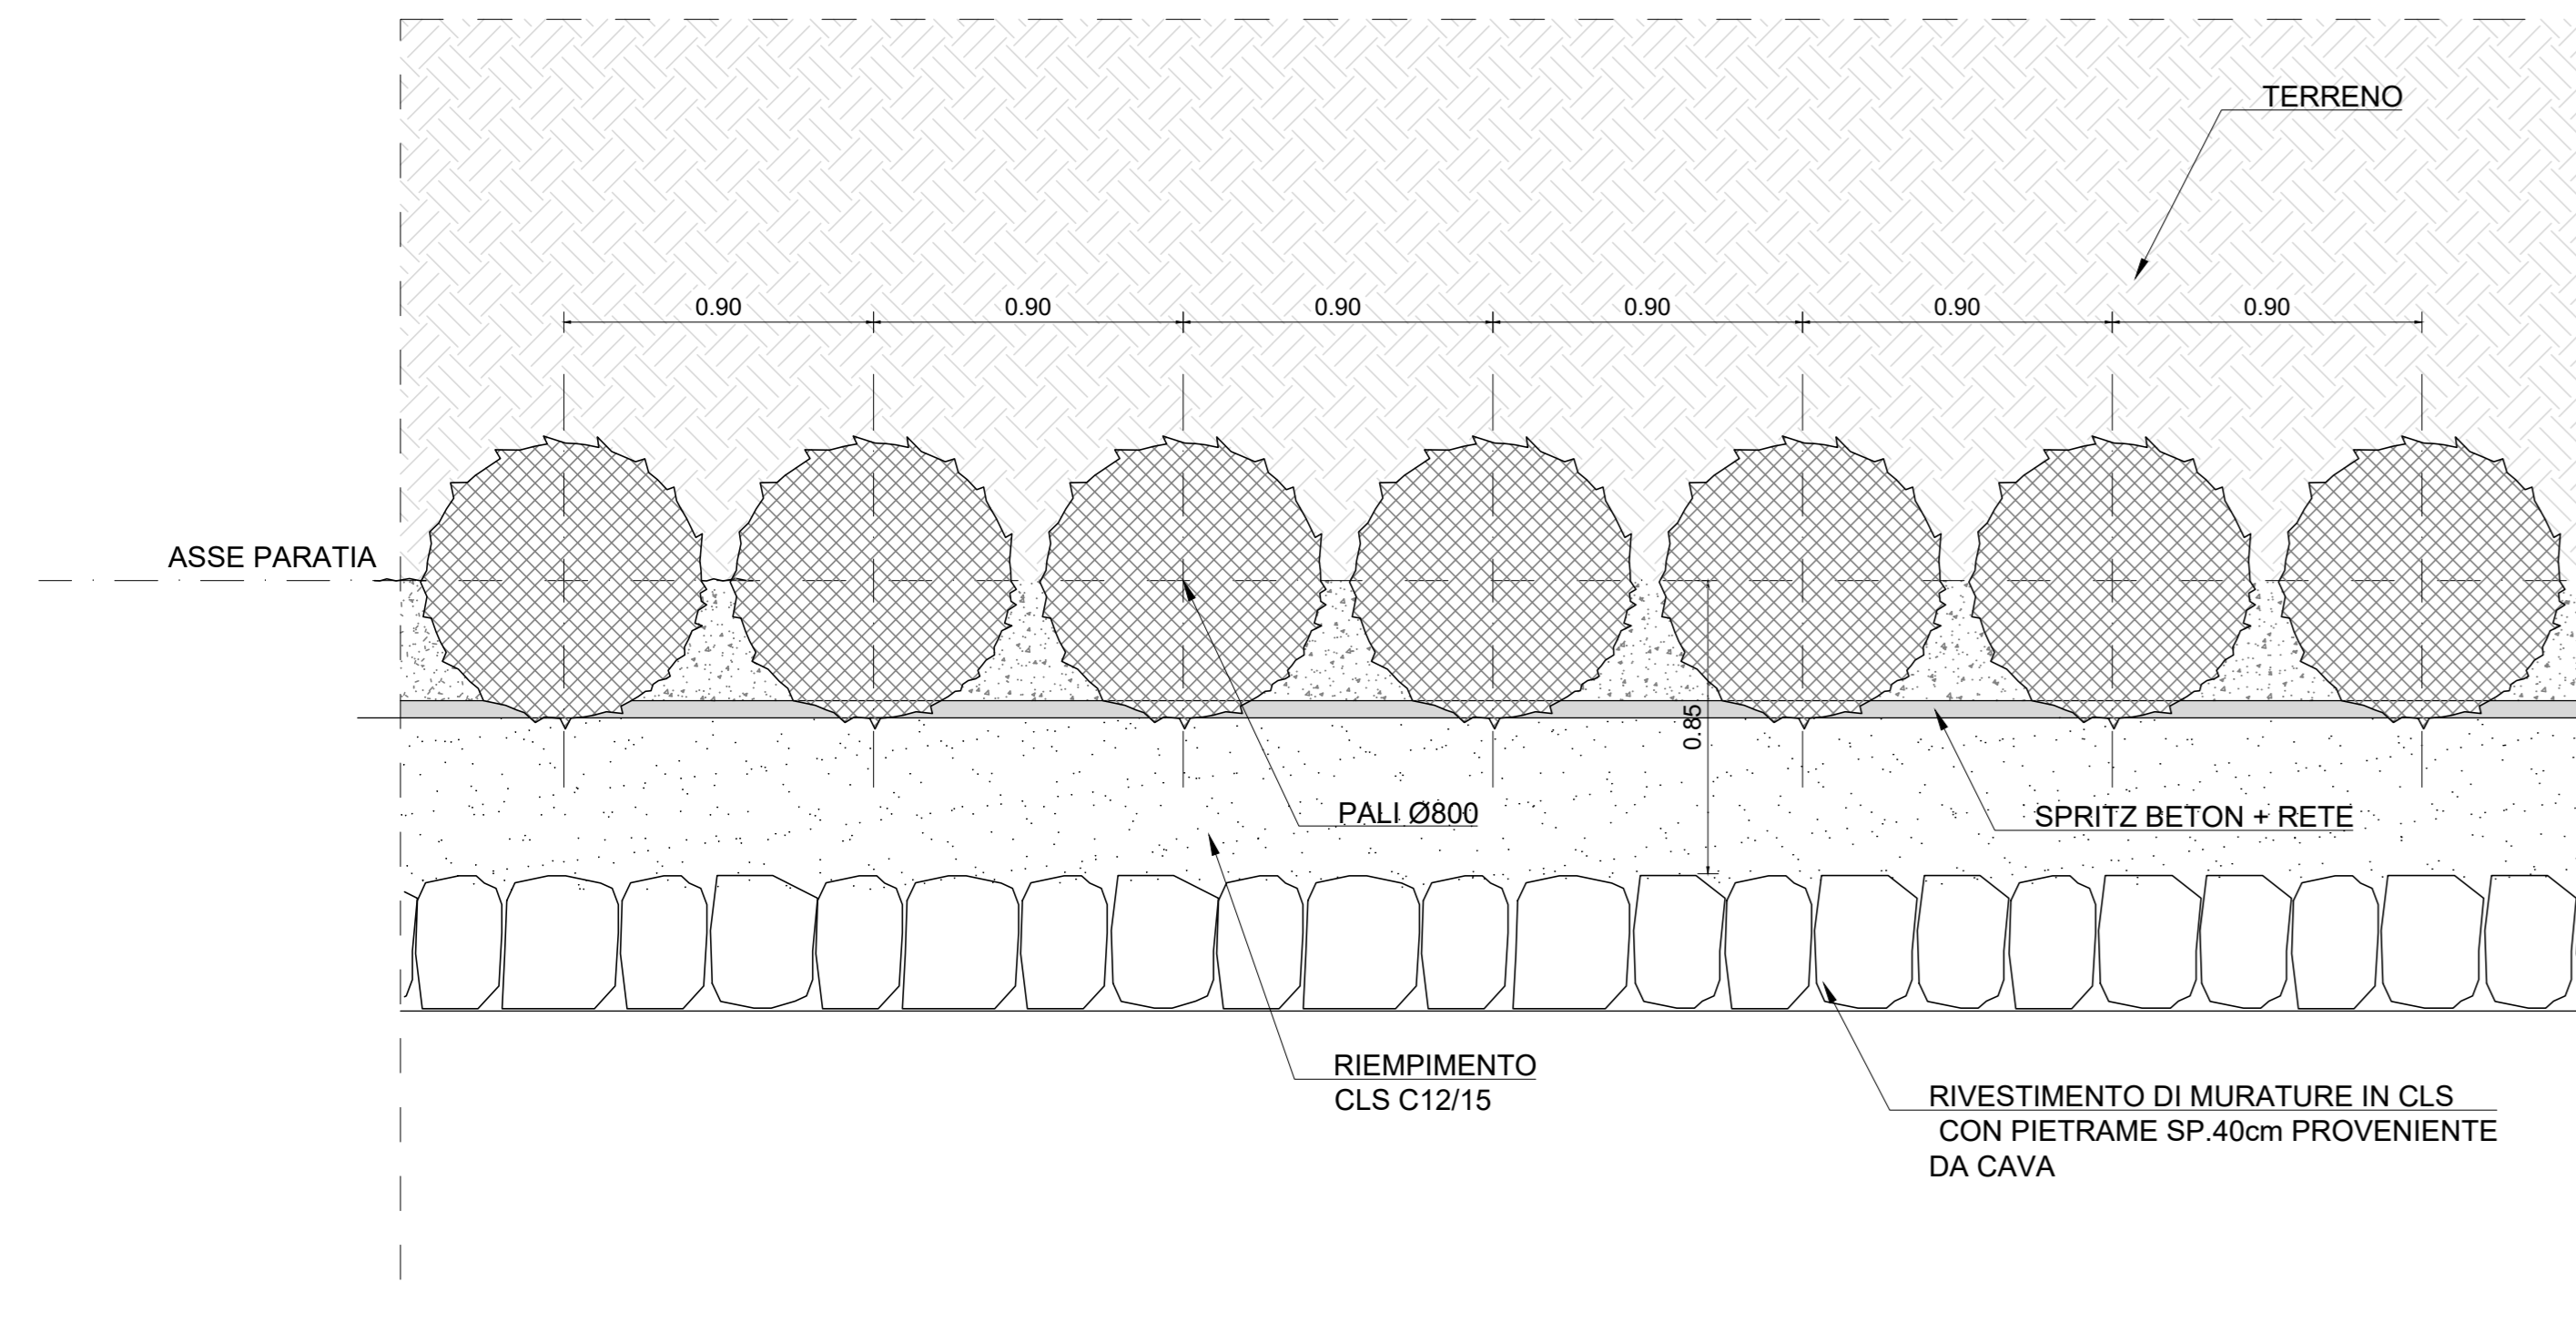 TERRENO
0.90
0.90
0.90
0.90
0.90
0.90
ASSE PARATIA
0.85
PALI Ø800
SPRITZ BETON + RETE
RIEMPIMENTO
CLS C12/15
RIVESTIMENTO DI MURATURE IN CLS
CON PIETRAME SP.40cm PROVENIENTE
DA CAVA